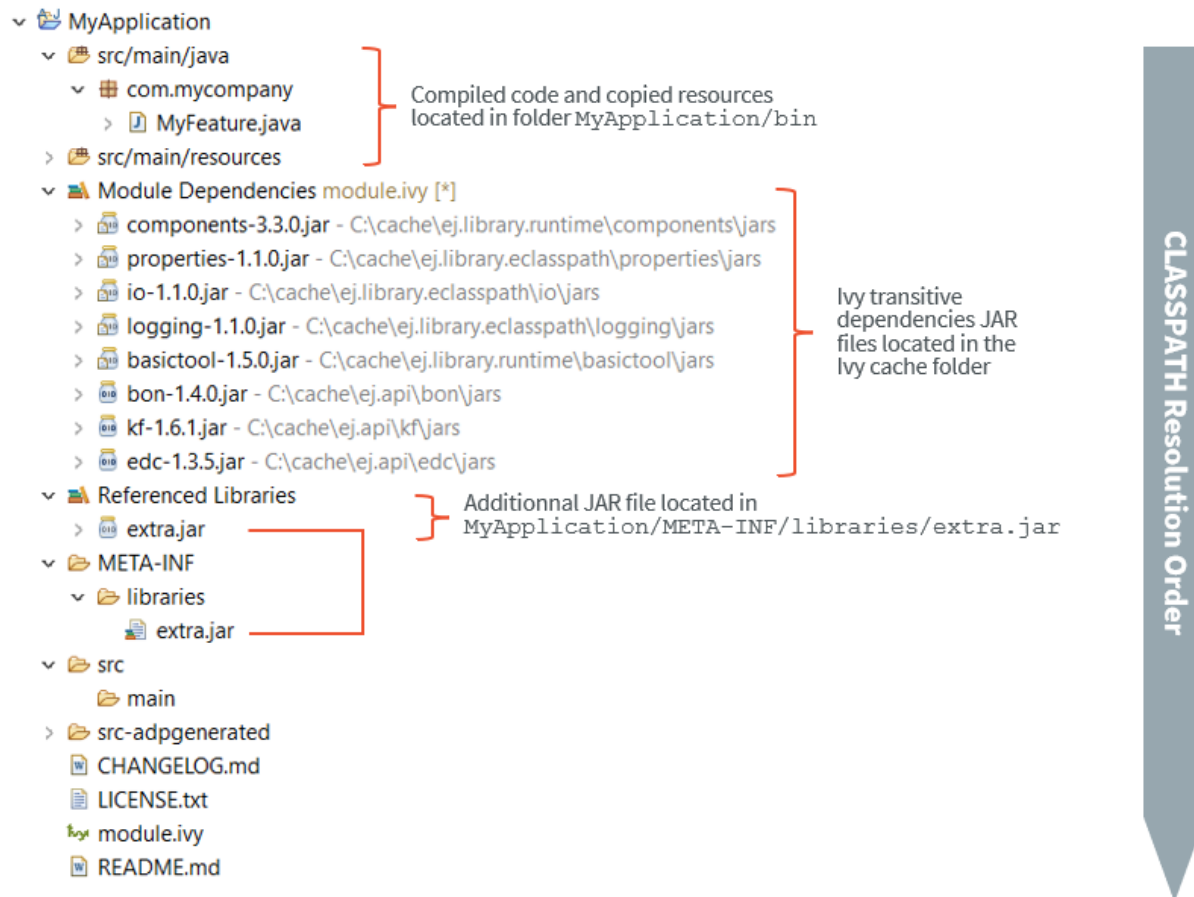 MyApplication
src/main/java
com.mycompany
MyFeature.java
src/main/resources
Compiled code and copied resources
located in folder MyApplication/bin
Module Dependencies module.ivy [*]
components-3.3.0.jar - C:\cache\ej.library.runtime\components\jars
properties-1.1.0.jar - C:\cache\ej.library.eclasspath\properties\jars
io-1.1.0.jar - C:\cache\ej.library.eclasspath\io\jars
logging-1.1.0.jar - C:\cache\ej.library.eclasspath\logging\jars
basictool-1.5.0.jar - C:\cache\ej.library.runtime\basictool\jars
bon-1.4.0.jar - C:\cache\ej.api\bon\jars
kf-1.6.1.jar - C:\cache\ej.api\kf\jars
edc-1.3.5.jar - C:\cache\ej.api\edc\jars
Ivy transitive
dependencies JAR
files located in the
Ivy cache folder
Referenced Libraries
extra.jar
Additionnal JAR file located in
MyApplication/META-INF/libraries/extra.jar
META-INF
libraries
extra.jar
src
main
src-adpgenerated
CHANGELOG.md
LICENSE.txt
module.ivy
README.md
CLASSPATH Resolution Order